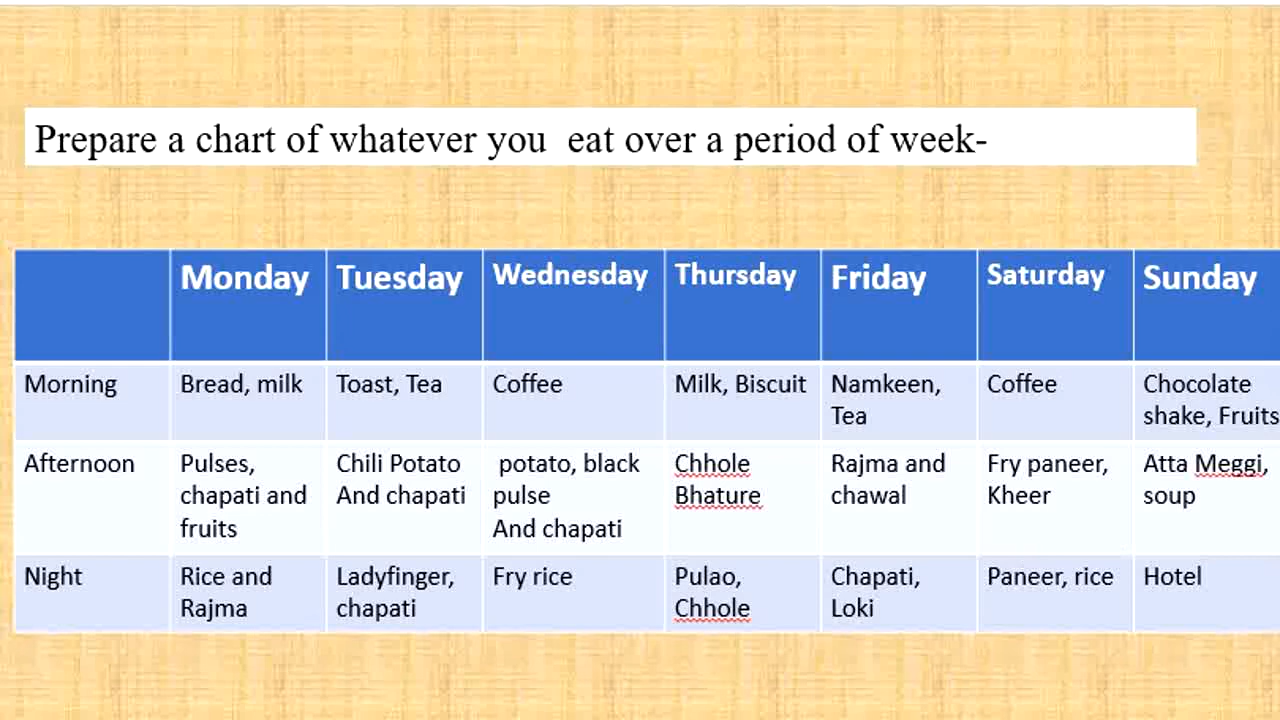 Prepare a chart of whatever you  eat over a period of week-
Monday Tuesday Wednesday Thursday Friday Saturday Sunday
Morning Bread, milk Toast, Tea Coffee Milk, Biscuit Namkeen, Coffee Chocolate
Tea shake, Fruits
Afternoon Pulses, Chili Potato potato, black Chhole Rajma and Fry paneer, Atta Meggi,
chapati and And chapati pulse Bhature chawal Kheer soup
fruits And chapati
Night Rice and Ladyfinger, Fry rice Pulao, Chapati, Paneer, rice Hotel
Rajma chapati Chhole Loki